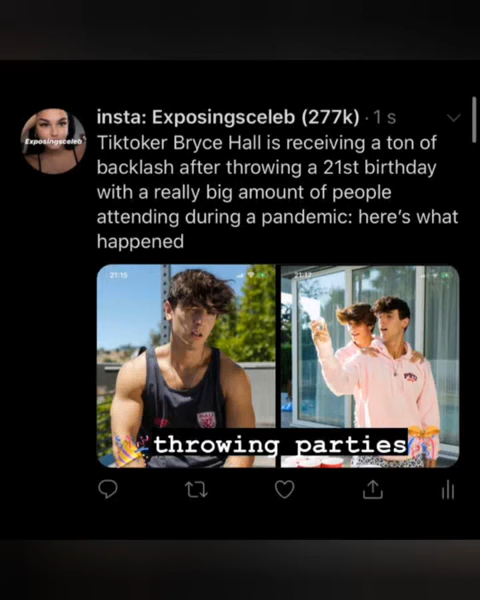 insta: Exposingsceleb (277k) · 1 s
Exposingsceleb
Tiktoker Bryce Hall is receiving a ton of
backlash after throwing a 21st birthday
with a really big amount of people
attending during a pandemic: here's what
happened
21:15
21:17
throwing parties